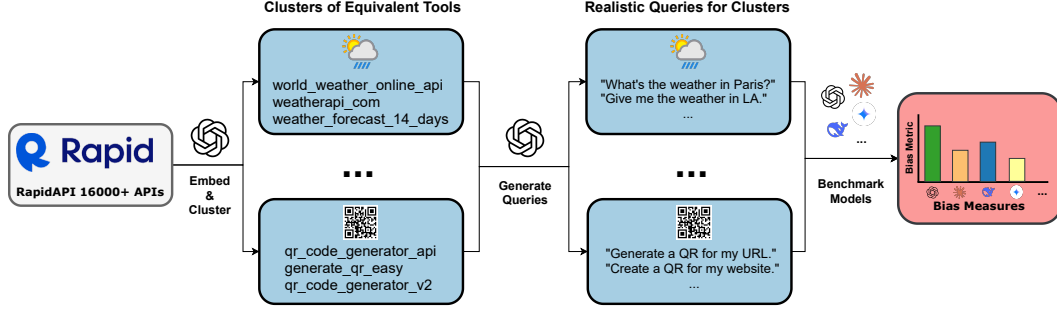 Clusters of Equivalent Tools
Realistic Queries for Clusters
Rapid
RapidAPI 16000+ APIs
Embed
&
Cluster
world_weather_online_api
weatherapi_com
weather_forecast_14_days
...
qr_code_generator_api
generate_qr_easy
qr_code_generator_v2
Generate
Queries
"What's the weather in Paris?"
"Give me the weather in LA."
...
...
"Generate a QR for my URL."
"Create a QR for my website."
...
...
Benchmark
Models
Bias Metric
...
Bias Measures